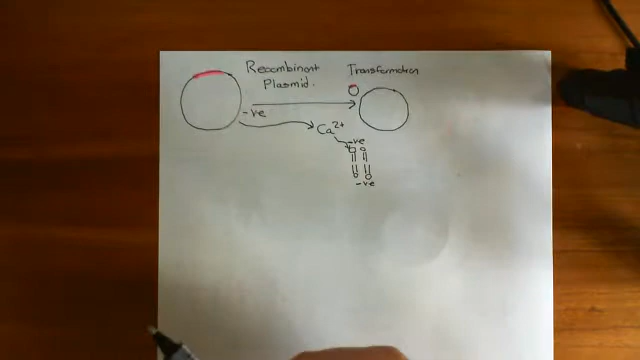 Recombinant
Plasmid.
Transformation
-ve
Ca2+
-ve
-ve